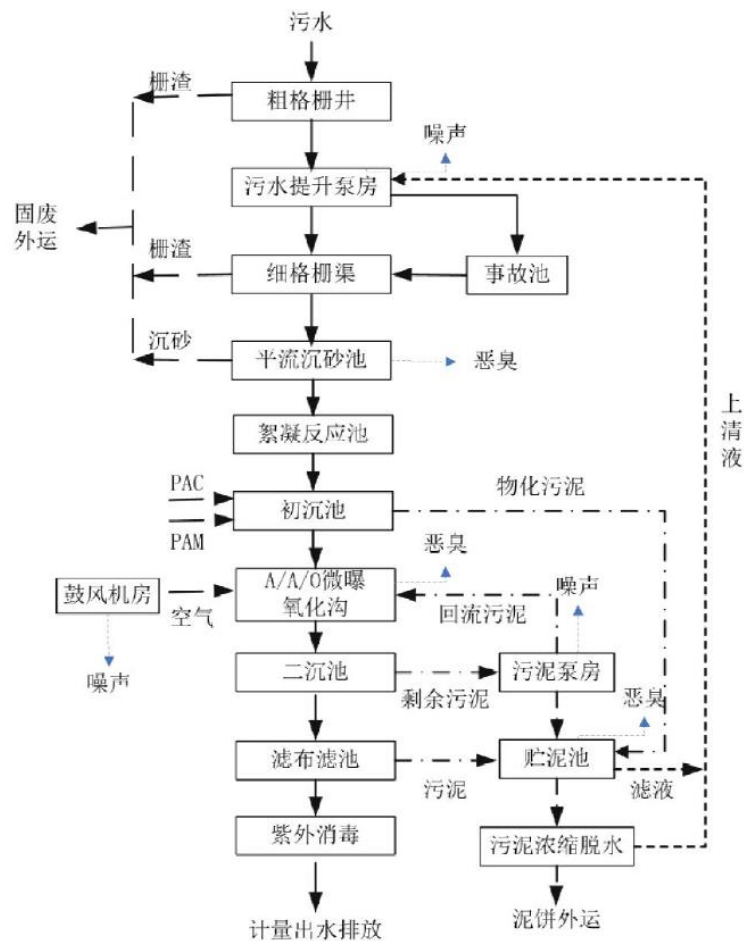 污水
栅渣
粗格栅井
噪声
污水提升泵房
固废
外运
栅渣
细格栅渠
事故池
沉砂
平流沉砂池
恶臭
上清液
絮凝反应池
PAC
物化污泥
初沉池
PAM
恶臭
A/A/O微曝
氧化沟
鼓风机房
空气
回流污泥
噪声
噪声
二沉池
剩余污泥
污泥泵房
恶臭
滤布滤池
污泥
贮泥池
滤液
紫外消毒
污泥浓缩脱水
计量出水排放
泥饼外运